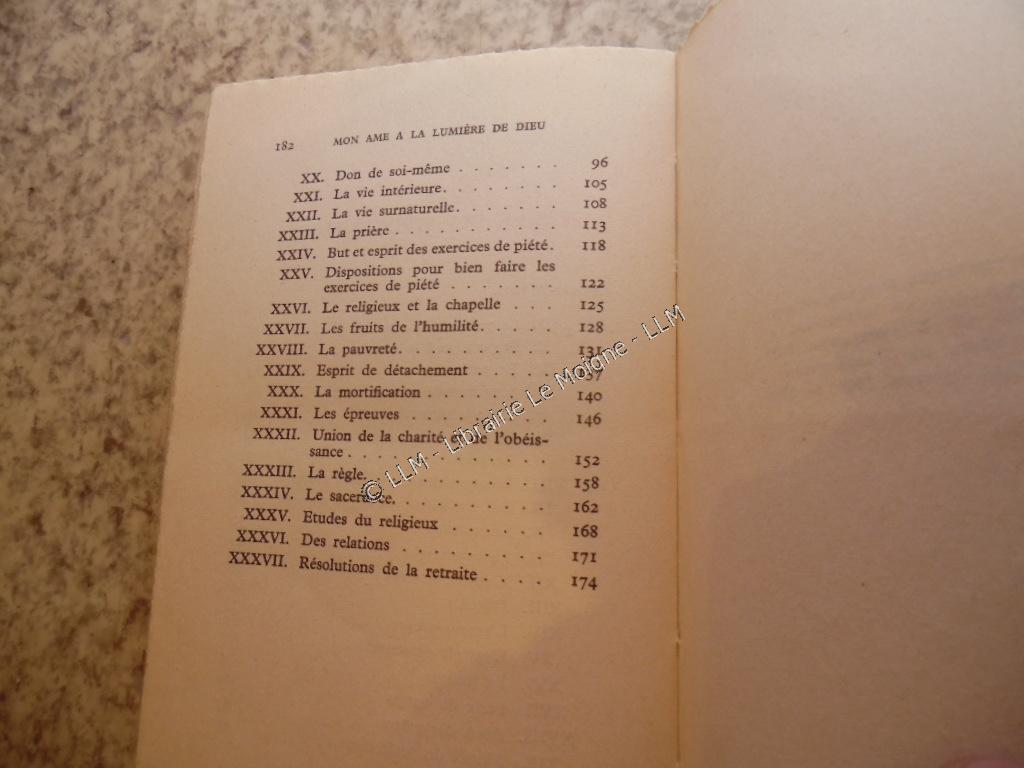 182 MON AME A LA LUMIÈRE DE DIEU
XX. Don de soi-même . . . . . . 96
XXI. La vie intérieure. . . . . . . 105
XXII. La vie surnaturelle. . . . . . 108
XXIII. La prière . . . . . . . . . . 113
XXIV. But et esprit des exercices de piété. 118
XXV. Dispositions pour bien faire les
exercices de piété . . . . . . . 122
XXVI. Le religieux et la chapelle . . . 125
XXVII. Les fruits de l'humilité. . . . . 128
XXVIII. La pauvreté. . . . . . . . . . 131
XXIX. Esprit de détachement . . . . . 37
XXX. La mortification . . . . . . . . 140
XXXI. Les épreuves . . . . . . . . . 146
XXXII. Union de la charité et de l'obéis-
sance. . . . . . . . . . . . . 152
XXXIII. La règle. . . . . . . . . . . . 158
XXXIV. Le sacerdoce. . . . . . . . . . 162
XXXV. Etudes du religieux . . . . . . 168
XXXVI. Des relations . . . . . . . . . 171
XXXVII. Résolutions de la retraite . . . . 174
© LLM - Librairie Le Moigne - LLM